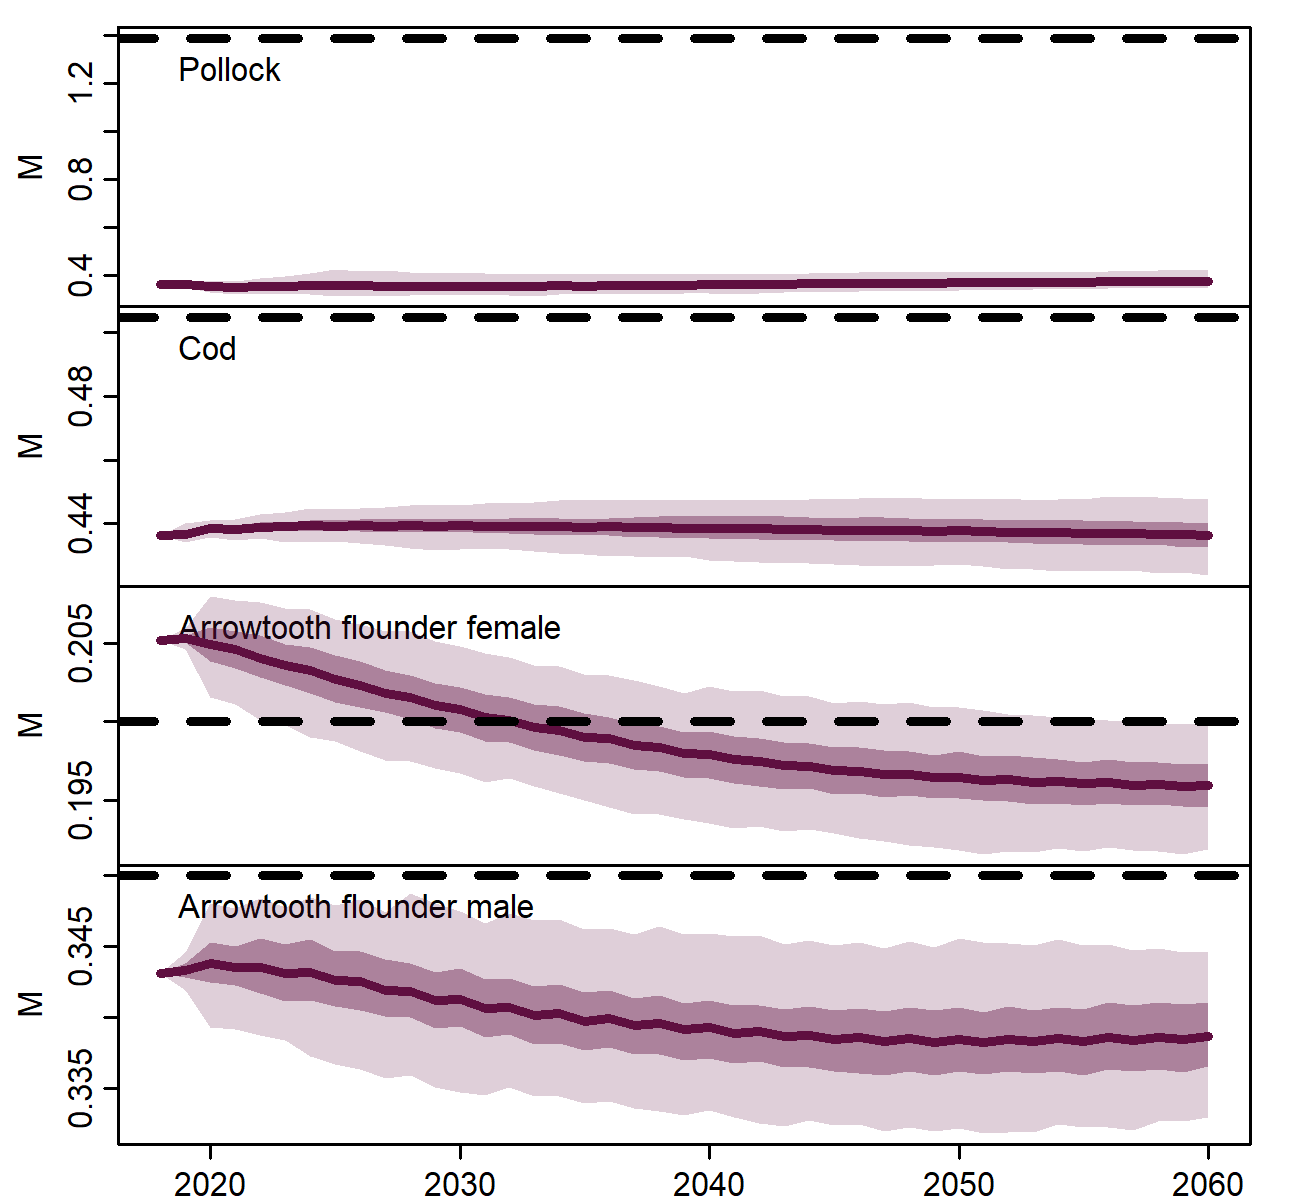 Pollock
M
1.2
0.8
0.4
Cod
M
0.48
0.44
Arrowtooth flounder female
M
0.205
0.195
Arrowtooth flounder male
M
0.345
0.335
2020 2030 2040 2050 2060